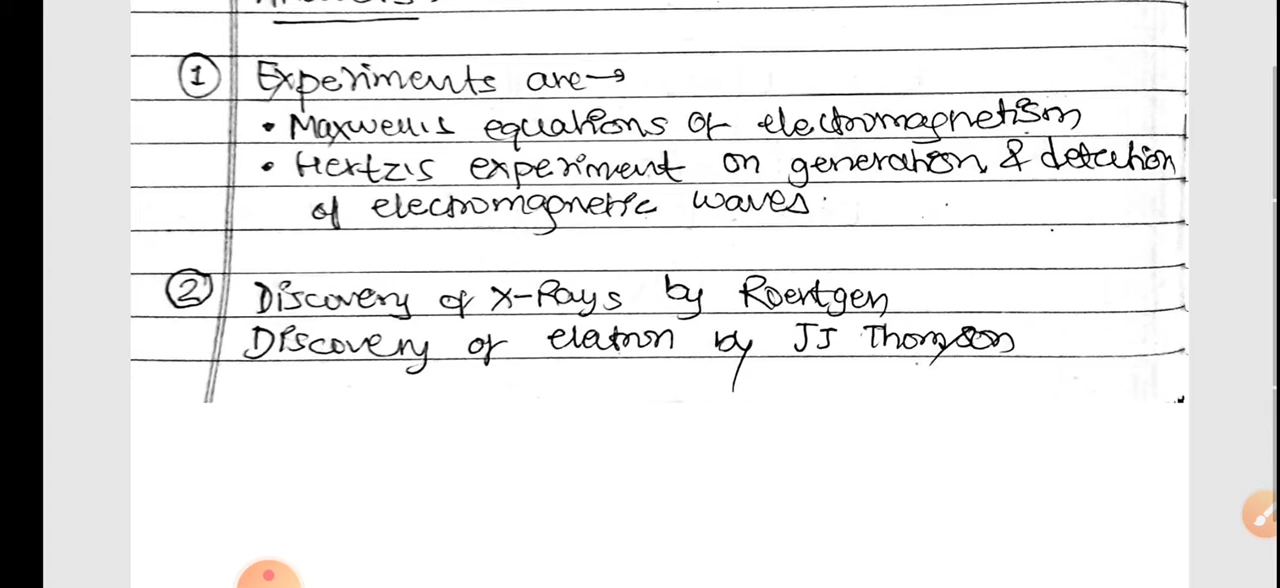 Answers:
① Experiments are →
• Maxwell's equations of electromagnetism
• Hertz's experiment on generation & detection
of electromagnetic waves.
② Discovery of X-Rays by Roentgen
Discovery of electron by JJ Thomson